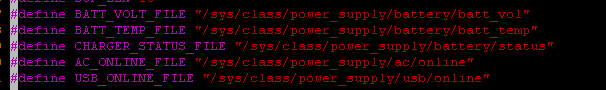 #define BATT_VOLT_FILE "/sys/class/power_supply/battery/batt_vol"
#define BATT_TEMP_FILE "/sys/class/power_supply/battery/batt_temp"
#define CHARGER_STATUS_FILE "/sys/class/power_supply/battery/status"
#define AC_ONLINE_FILE "/sys/class/power_supply/ac/online"
#define USB_ONLINE_FILE "/sys/class/power_supply/usb/online"